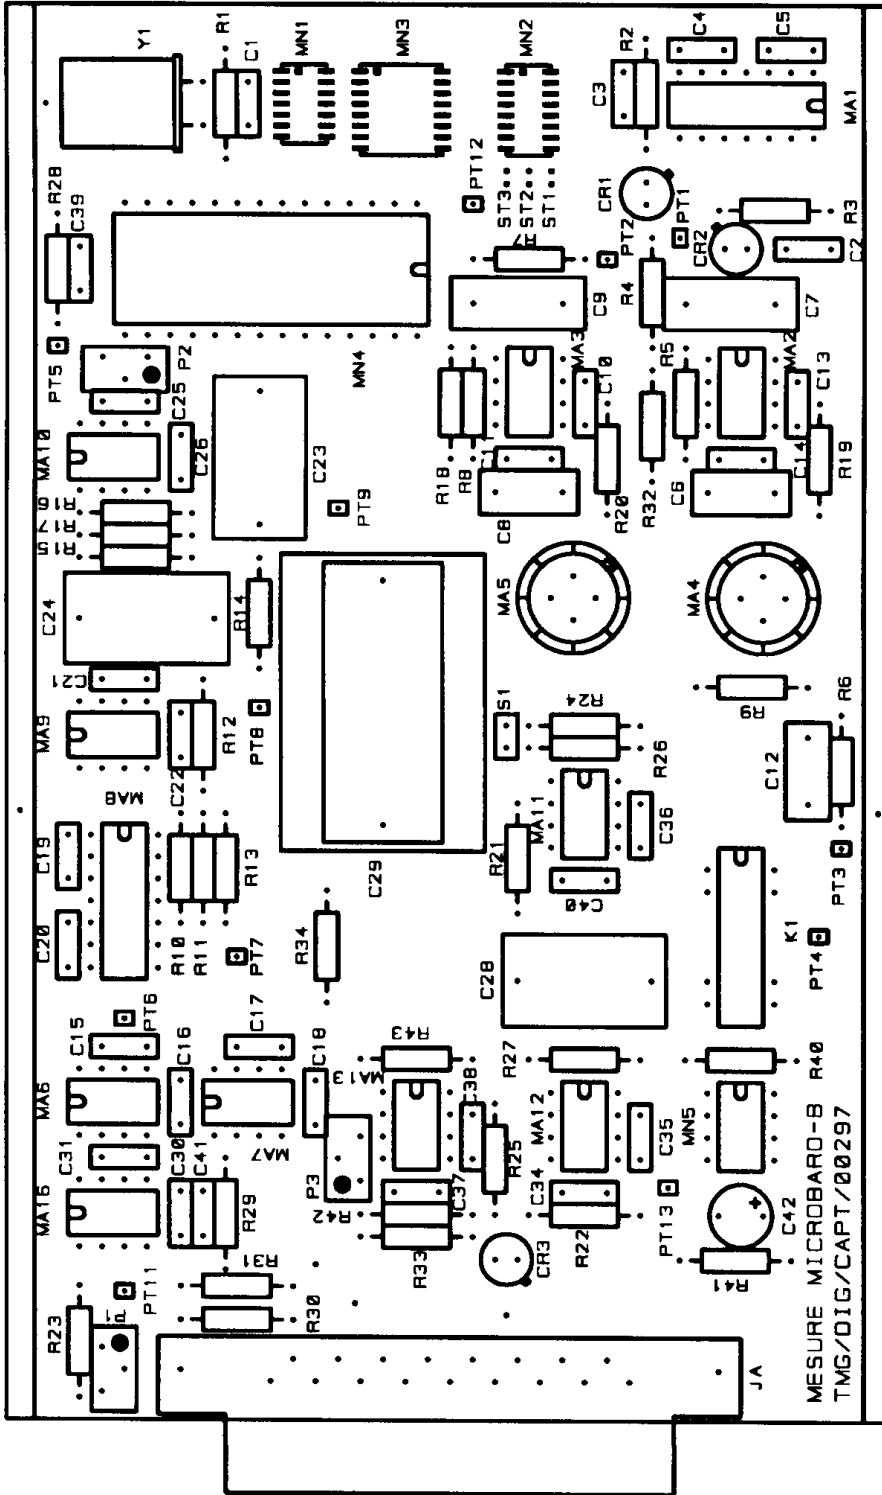 Y1
R1
C1
MN1
MN3
MN2
R2
C3
C4
C5
MA1
R28
C39
PT12
ST3
ST2
ST1
CR1
PT2
PT1
CR2
R3
C2
PT5
P2
MN4
C9
R4
C7
MA3
R5
MA2
C25
MA10
C26
C23
R18
R8
C10
C13
C14
R16
R17
R15
PT9
C8
R20
R32
C6
R19
C24
R14
MA5
MA4
C21
MA9
R12
PT8
S1
R24
R9
R6
MA8
C22
R26
C12
C19
R13
C29
R21
MA11
C36
PT3
C20
R10
R11
PT7
R34
C40
C28
K1
PT4
PT6
C15
C16
C17
C18
R43
R27
R40
MA6
MA13
C38
MA12
MN5
C31
C30
C41
MA7
P3
R25
C35
MA16
R29
R42
C37
C34
R33
R22
PT13
C42
+
R31
CR3
R41
PT11
R23
R30
JA
MESURE MICROBARO-B
TMG/DIG/CAPT/00297